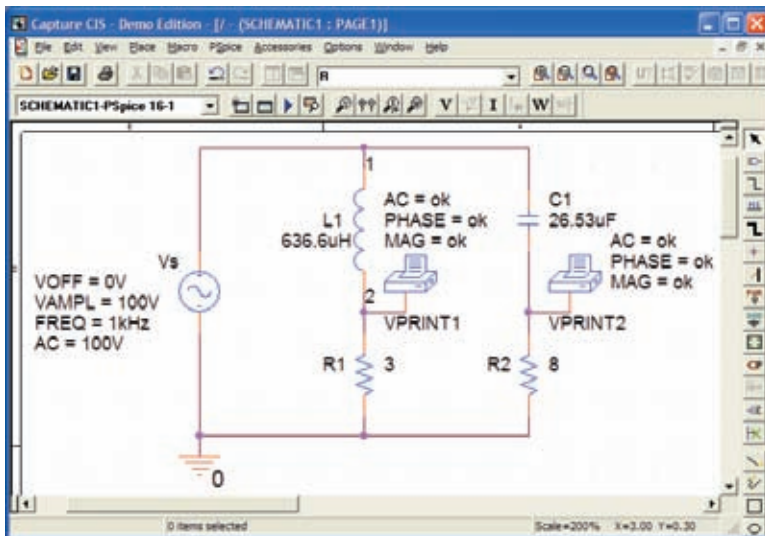 Capture CIS - Demo Edition - [/ - (SCHEMATIC1 : PAGE1)]
File Edit View Place Macro PSpice Accessories Options Window Help
R
SCHEMATIC1-PSpice 16-1
V I W
1
L1
636.6uH
AC = ok
PHASE = ok
MAG = ok
C1
26.53uF
AC = ok
PHASE = ok
MAG = ok
Vs
VOFF = 0V
VAMPL = 100V
FREQ = 1kHz
AC = 100V
2
VPRINT1
VPRINT2
R1 3
R2 8
0
0 items selected
Scale=200% X=3.00 Y=0.30